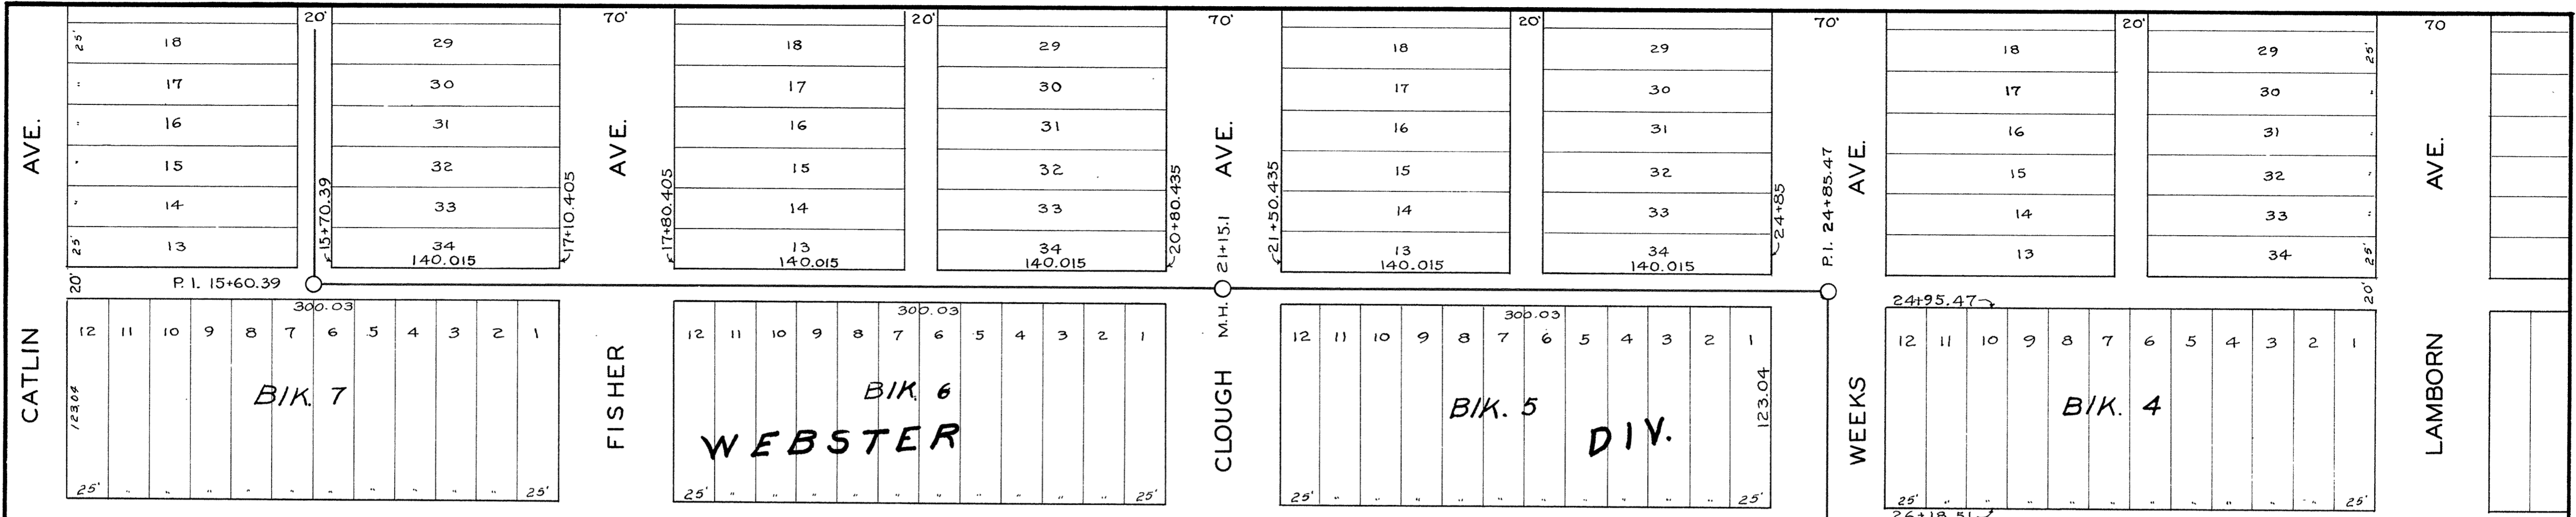 20' 70' 20' 70' 20' 70' 20' 70
25' 18 29 18 29 18 29 18 29 25'
" 17 30 17 30 17 30 17 30 "
" 16 31 16 31 16 31 16 31 "
" 15 32 15 32 15 32 15 32 "
" 14 33 14 33 14 33 14 33 "
25' 13 34 13 34 13 34 13 34 25'
140.015 140.015 140.015 140.015 140.015
15+70.39
17+10.405
17+80.405
20+80.435
21+50.435
24+85
20' P.I. 15+60.39
M.H. 21+15.1
P.I. 24+85.47
20'
24+95.47
CATLIN AVE.
FISHER AVE.
CLOUGH AVE.
WEEKS AVE.
LAMBORN AVE.
300.03 300.03 300.03
12 11 10 9 8 7 6 5 4 3 2 1
12 11 10 9 8 7 6 5 4 3 2 1
12 11 10 9 8 7 6 5 4 3 2 1
12 11 10 9 8 7 6 5 4 3 2 1
123.04
Blk. 7
Blk. 6
Blk. 5
123.04
Blk. 4
WEBSTER DIV.
25' " " " " " " " " " " 25'
25' " " " " " " " " " " 25'
25' " " " " " " " " " " 25'
25' " " " " " " " " " " 25'
26+18.51